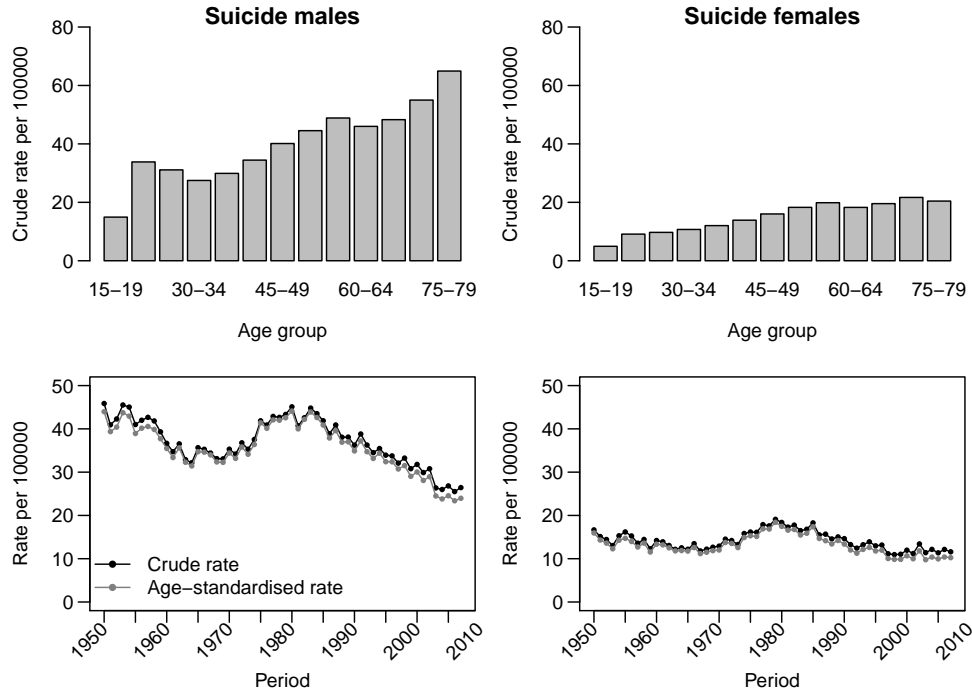 Suicide males
Crude rate per 100000
80
60
40
20
0
15–19 30–34 45–49 60–64 75–79
Age group
Suicide females
Crude rate per 100000
80
60
40
20
0
15–19 30–34 45–49 60–64 75–79
Age group
Rate per 100000
50
40
30
20
10
0
Crude rate
Age–standardised rate
1950 1960 1970 1980 1990 2000 2010
Period
Rate per 100000
50
40
30
20
10
0
1950 1960 1970 1980 1990 2000 2010
Period